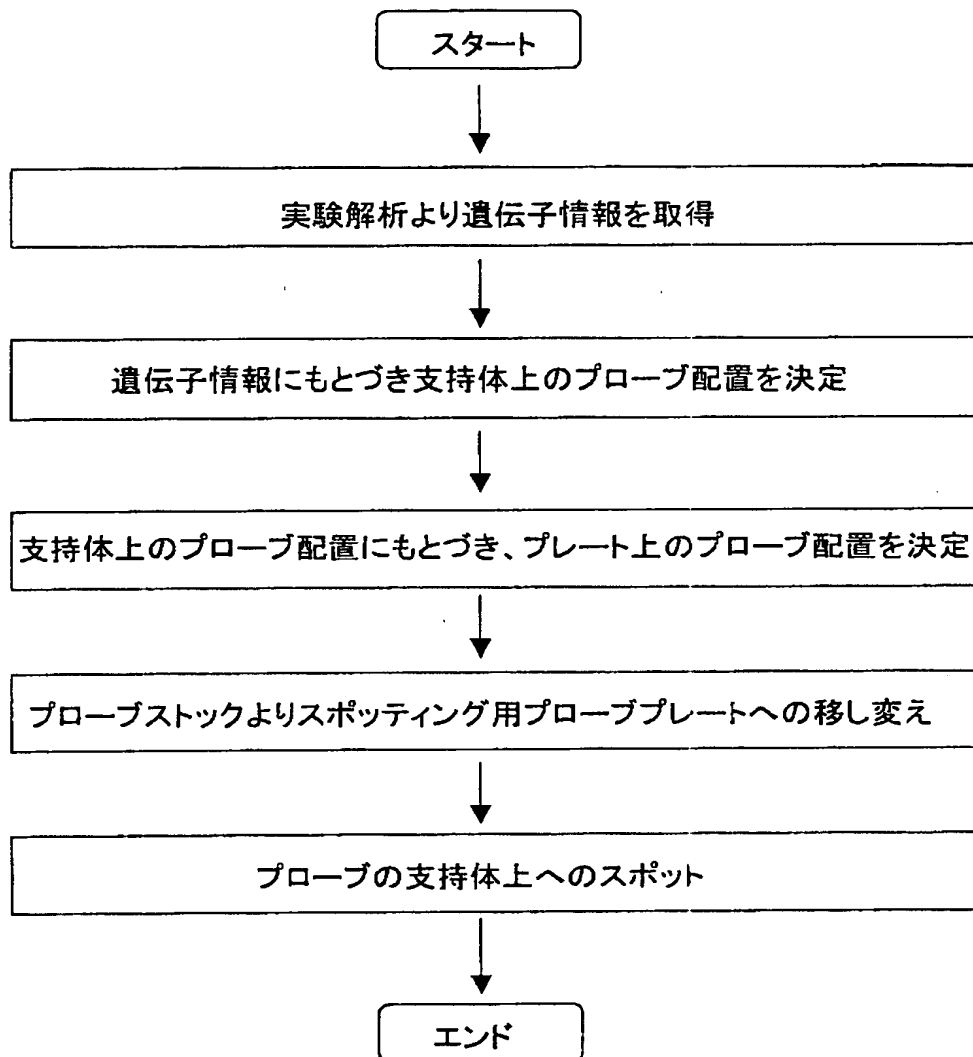 スタート
実験解析より遺伝子情報を取得
遺伝子情報にもとづき支持体上のプローブ配置を決定
支持体上のプローブ配置にもとづき、プレート上のプローブ配置を決定
プローブストックよりスポッティング用プローブプレートへの移し変え
プローブの支持体上へのスポット
エンド